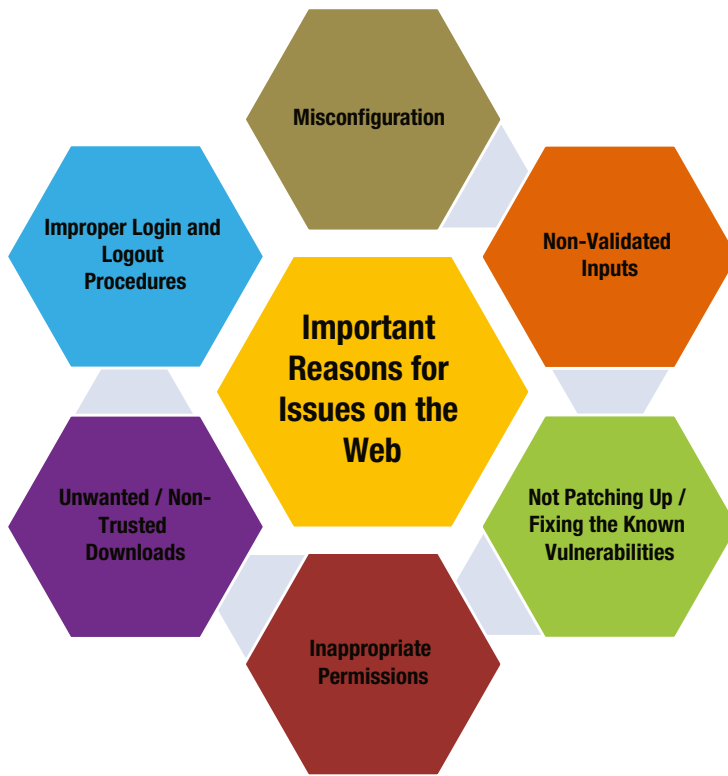 Misconfiguration
Improper Login and
Logout
Procedures
Non-Validated
Inputs
Important
Reasons for
Issues on the
Web
Unwanted / Non-
Trusted
Downloads
Not Patching Up /
Fixing the Known
Vulnerabilities
Inappropriate
Permissions